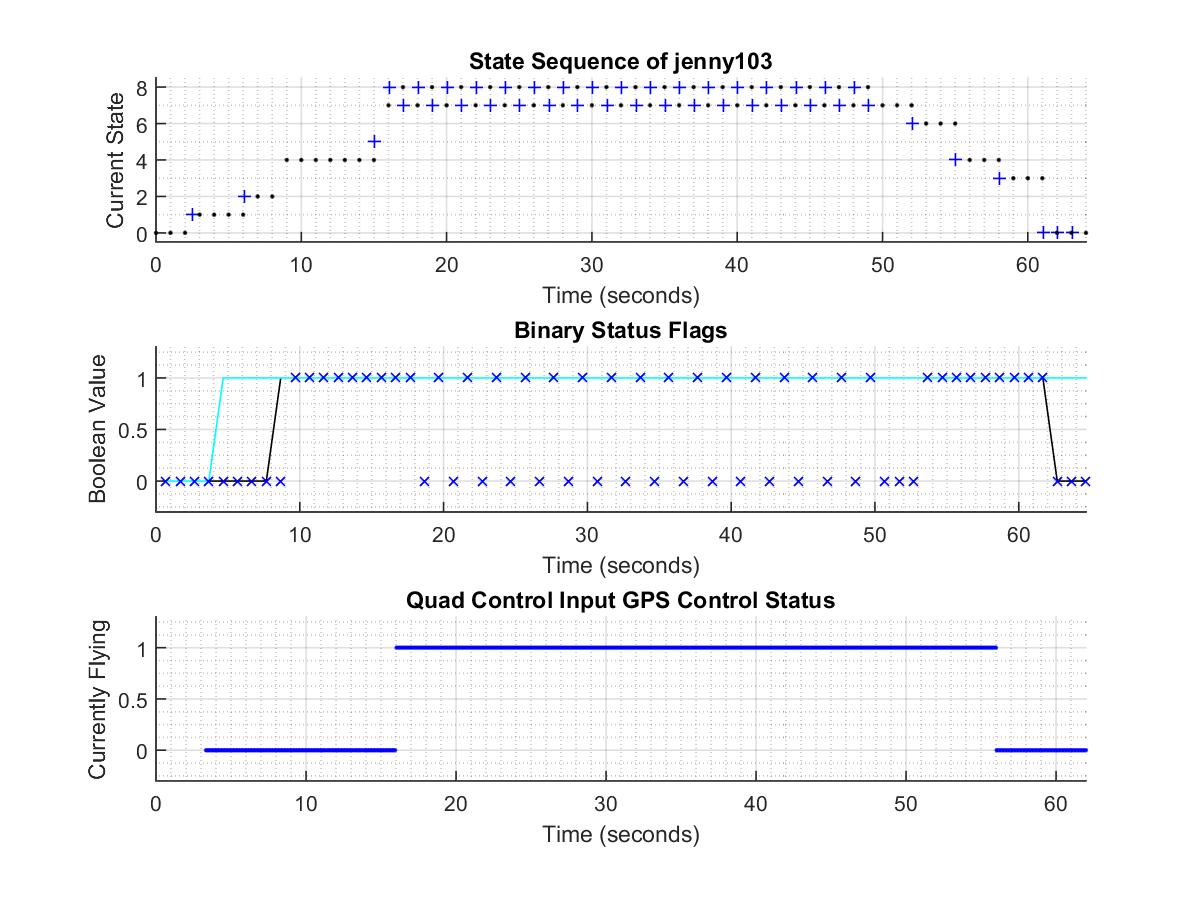 State Sequence of jenny103
Current State
8
6
4
2
0
0 10 20 30 40 50 60
Time (seconds)
Binary Status Flags
Boolean Value
1
0.5
0
0 10 20 30 40 50 60
Time (seconds)
Quad Control Input GPS Control Status
Currently Flying
1
0.5
0
0 10 20 30 40 50 60
Time (seconds)